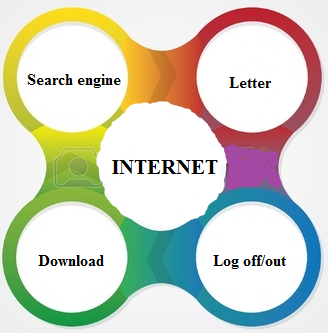 Search engine
Letter
INTERNET
Download
Log off/out